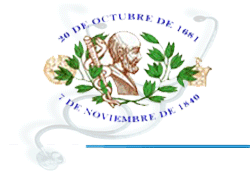 20 DE OCTUBRE DE 1681
7 DE NOVIEMBRE DE 1840